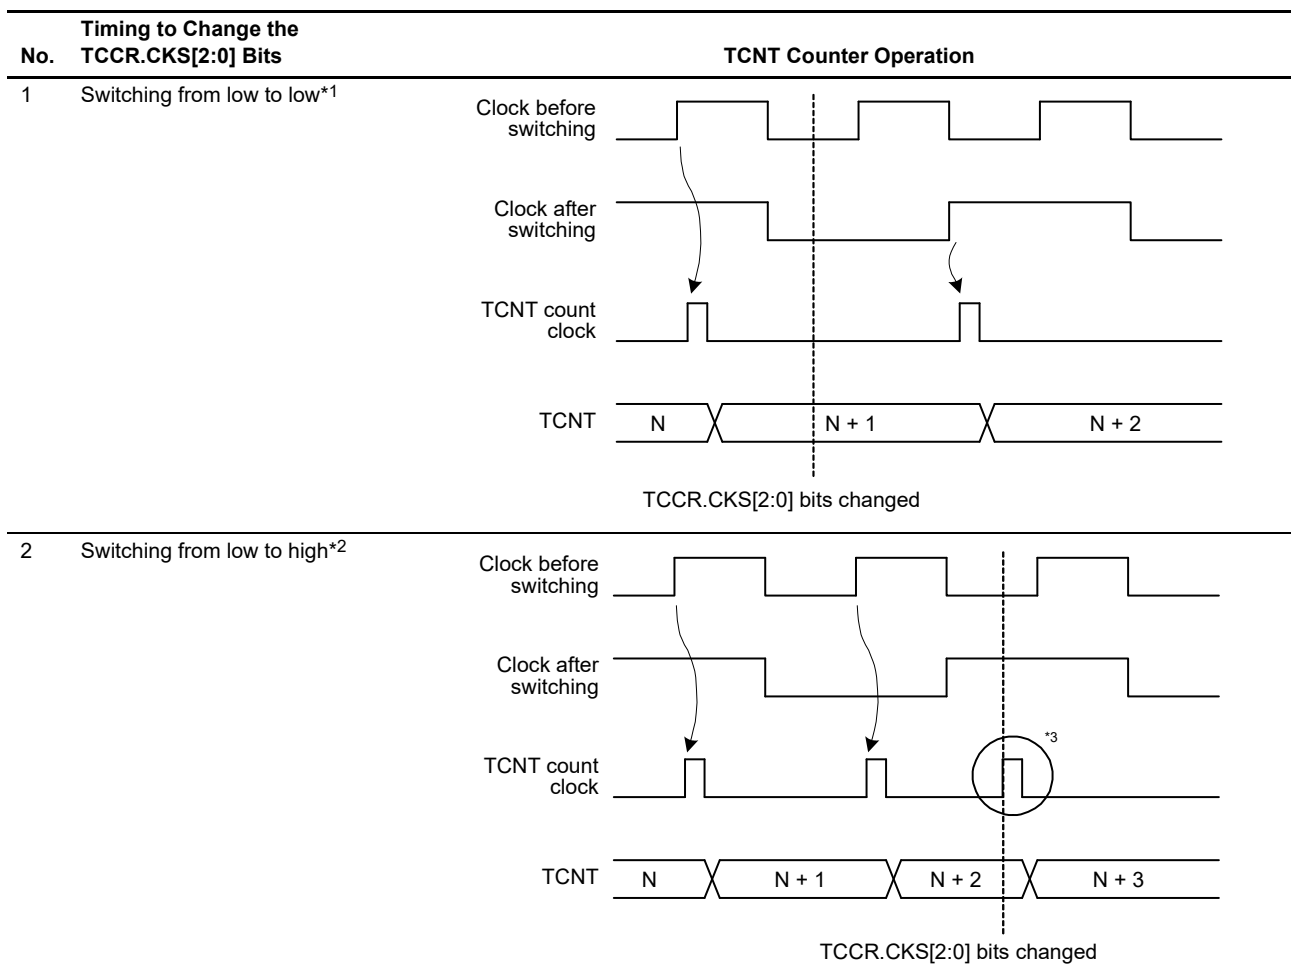 No. Timing to Change the TCCR.CKS[2:0] Bits TCNT Counter Operation
1 Switching from low to low*1
Clock before switching
Clock after switching
TCNT count clock
TCNT N N + 1 N + 2
TCCR.CKS[2:0] bits changed
2 Switching from low to high*2
Clock before switching
Clock after switching
*3
TCNT count clock
TCNT N N + 1 N + 2 N + 3
TCCR.CKS[2:0] bits changed